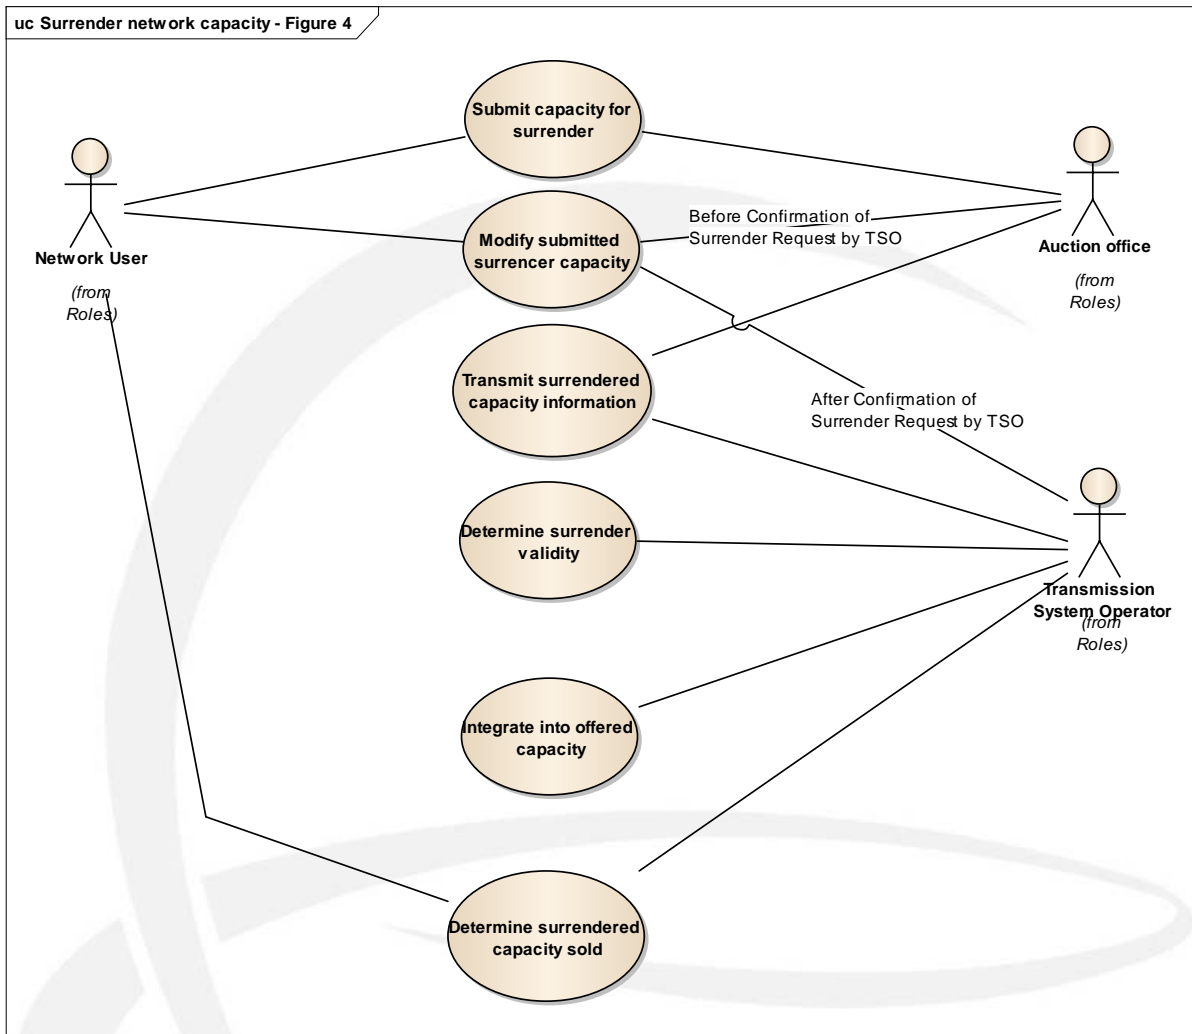 uc Surrender network capacity - Figure 4
Submit capacity for
surrender
Network User
(from
Roles)
Modify submitted
surrencer capacity
Before Confirmation of
Surrender Request by TSO
Auction office
(from
Roles)
Transmit surrendered
capacity information
After Confirmation of
Surrender Request by TSO
Determine surrender
validity
Transmission
System Operator
(from
Roles)
Integrate into offered
capacity
Determine surrendered
capacity sold